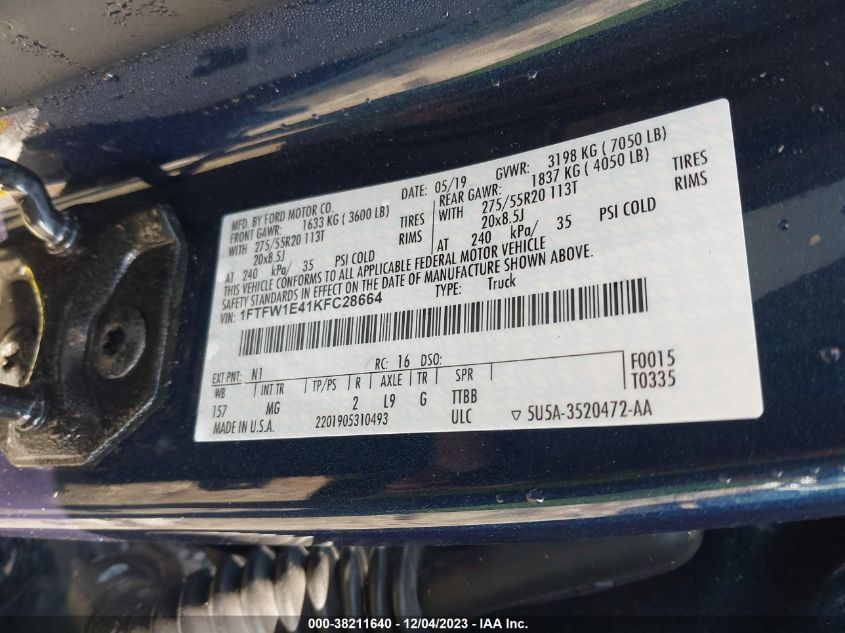 MFD. BY FORD MOTOR CO.
DATE: 05/19 GVWR: 3198 KG ( 7050 LB)
FRONT GAWR: 1633 KG ( 3600 LB)
REAR GAWR: 1837 KG ( 4050 LB)
WITH 275/55R20 113T TIRES
WITH 275/55R20 113T TIRES
20x8.5J RIMS
20x8.5J RIMS
AT 240 kPa/ 35 PSI COLD
AT 240 kPa/ 35 PSI COLD
THIS VEHICLE CONFORMS TO ALL APPLICABLE FEDERAL MOTOR VEHICLE
SAFETY STANDARDS IN EFFECT ON THE DATE OF MANUFACTURE SHOWN ABOVE.
VIN: 1FTFW1E41KFC28664 TYPE: Truck
EXT PNT: N1 RC: 16 DSO: F0015
WB INT TR TP/PS R AXLE TR SPR T0335
157 MG 2 L9 G TTBB
MADE IN U.S.A. 2201905310493 ULC ▽ 5U5A-3520472-AA
000-38211640 - 12/04/2023 - IAA Inc.